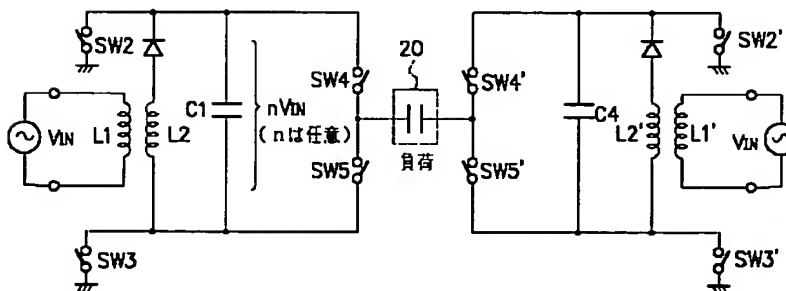 SW2
20
SW2'
SW4
SW4'
C1
nVIN
(nは任意)
C4
VIN
L1
L2
L2'
L1'
VIN
SW5
負荷
SW5'
SW3
SW3'